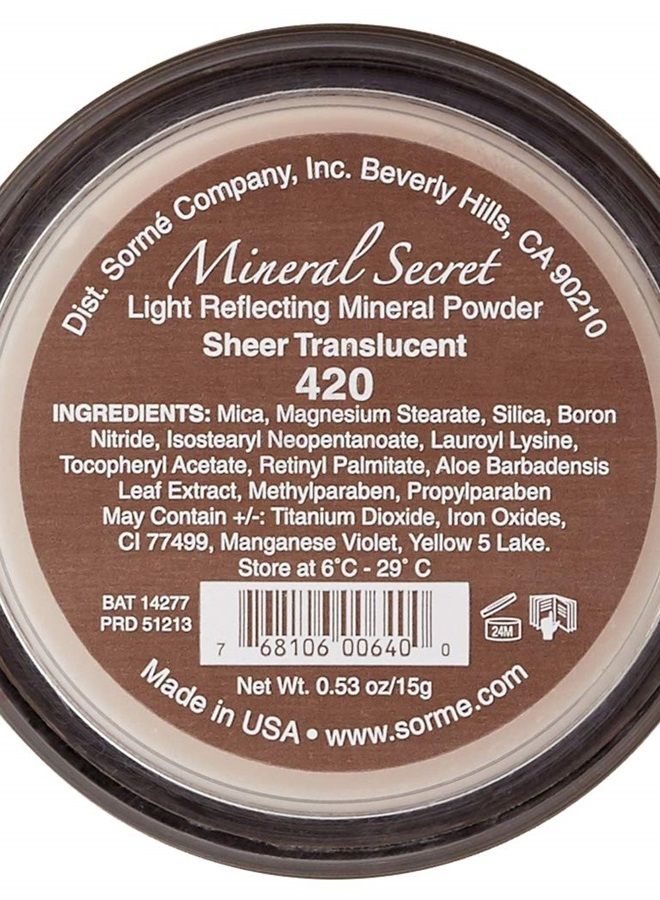 Dist. Sormé Company, Inc. Beverly Hills, CA 90210
Mineral Secret
Light Reflecting Mineral Powder
Sheer Translucent
420
INGREDIENTS: Mica, Magnesium Stearate, Silica, Boron
Nitride, Isostearyl Neopentanoate, Lauroyl Lysine,
Tocopheryl Acetate, Retinyl Palmitate, Aloe Barbadensis
Leaf Extract, Methylparaben, Propylparaben
May Contain +/-: Titanium Dioxide, Iron Oxides,
CI 77499, Manganese Violet, Yellow 5 Lake.
Store at 6°C - 29° C
BAT 14277
PRD 51213
7 68106 00640 0
24M
Net Wt. 0.53 oz/15g
Made in USA • www.sorme.com